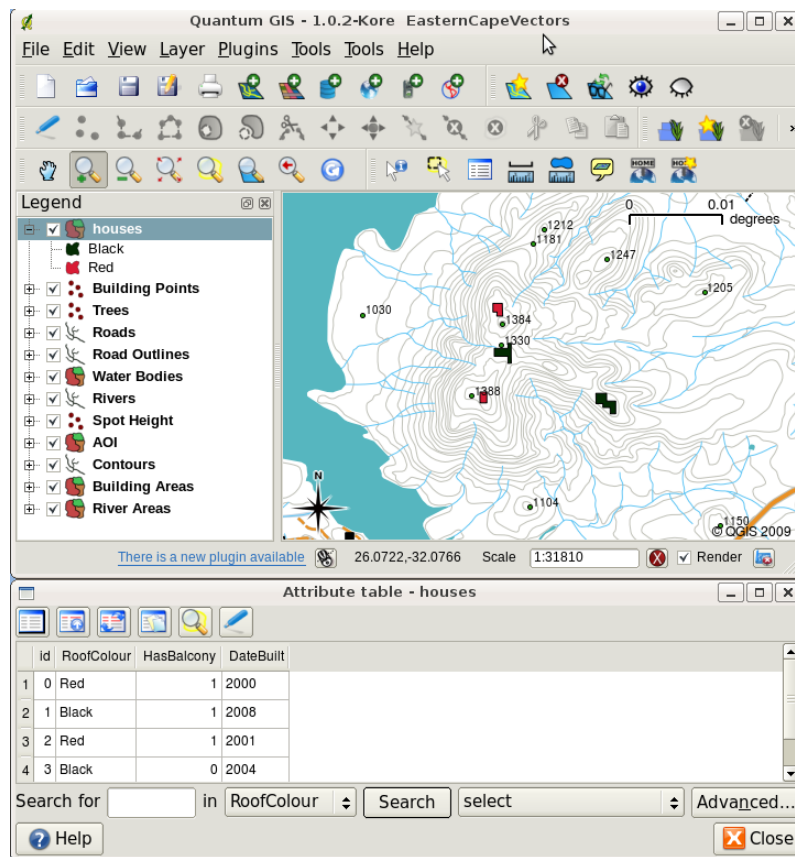 Quantum GIS - 1.0.2-Kore EasternCapeVectors
File Edit View Layer Plugins Tools Tools Help
Legend
houses
Black
Red
Building Points
Trees
Roads
Road Outlines
Water Bodies
Rivers
Spot Height
AOI
Contours
Building Areas
River Areas
0 0.01
degrees
1212
1181
1247
1205
1030
1384
1330
1388
N
1104
1150
© QGIS 2009
There is a new plugin available 26.0722,-32.0766 Scale 1:31810 Render
Attribute table - houses
id RoofColour HasBalcony DateBuilt
1 0 Red 1 2000
2 1 Black 1 2008
3 2 Red 1 2001
4 3 Black 0 2004
Search for in RoofColour Search select Advanced...
Help Close